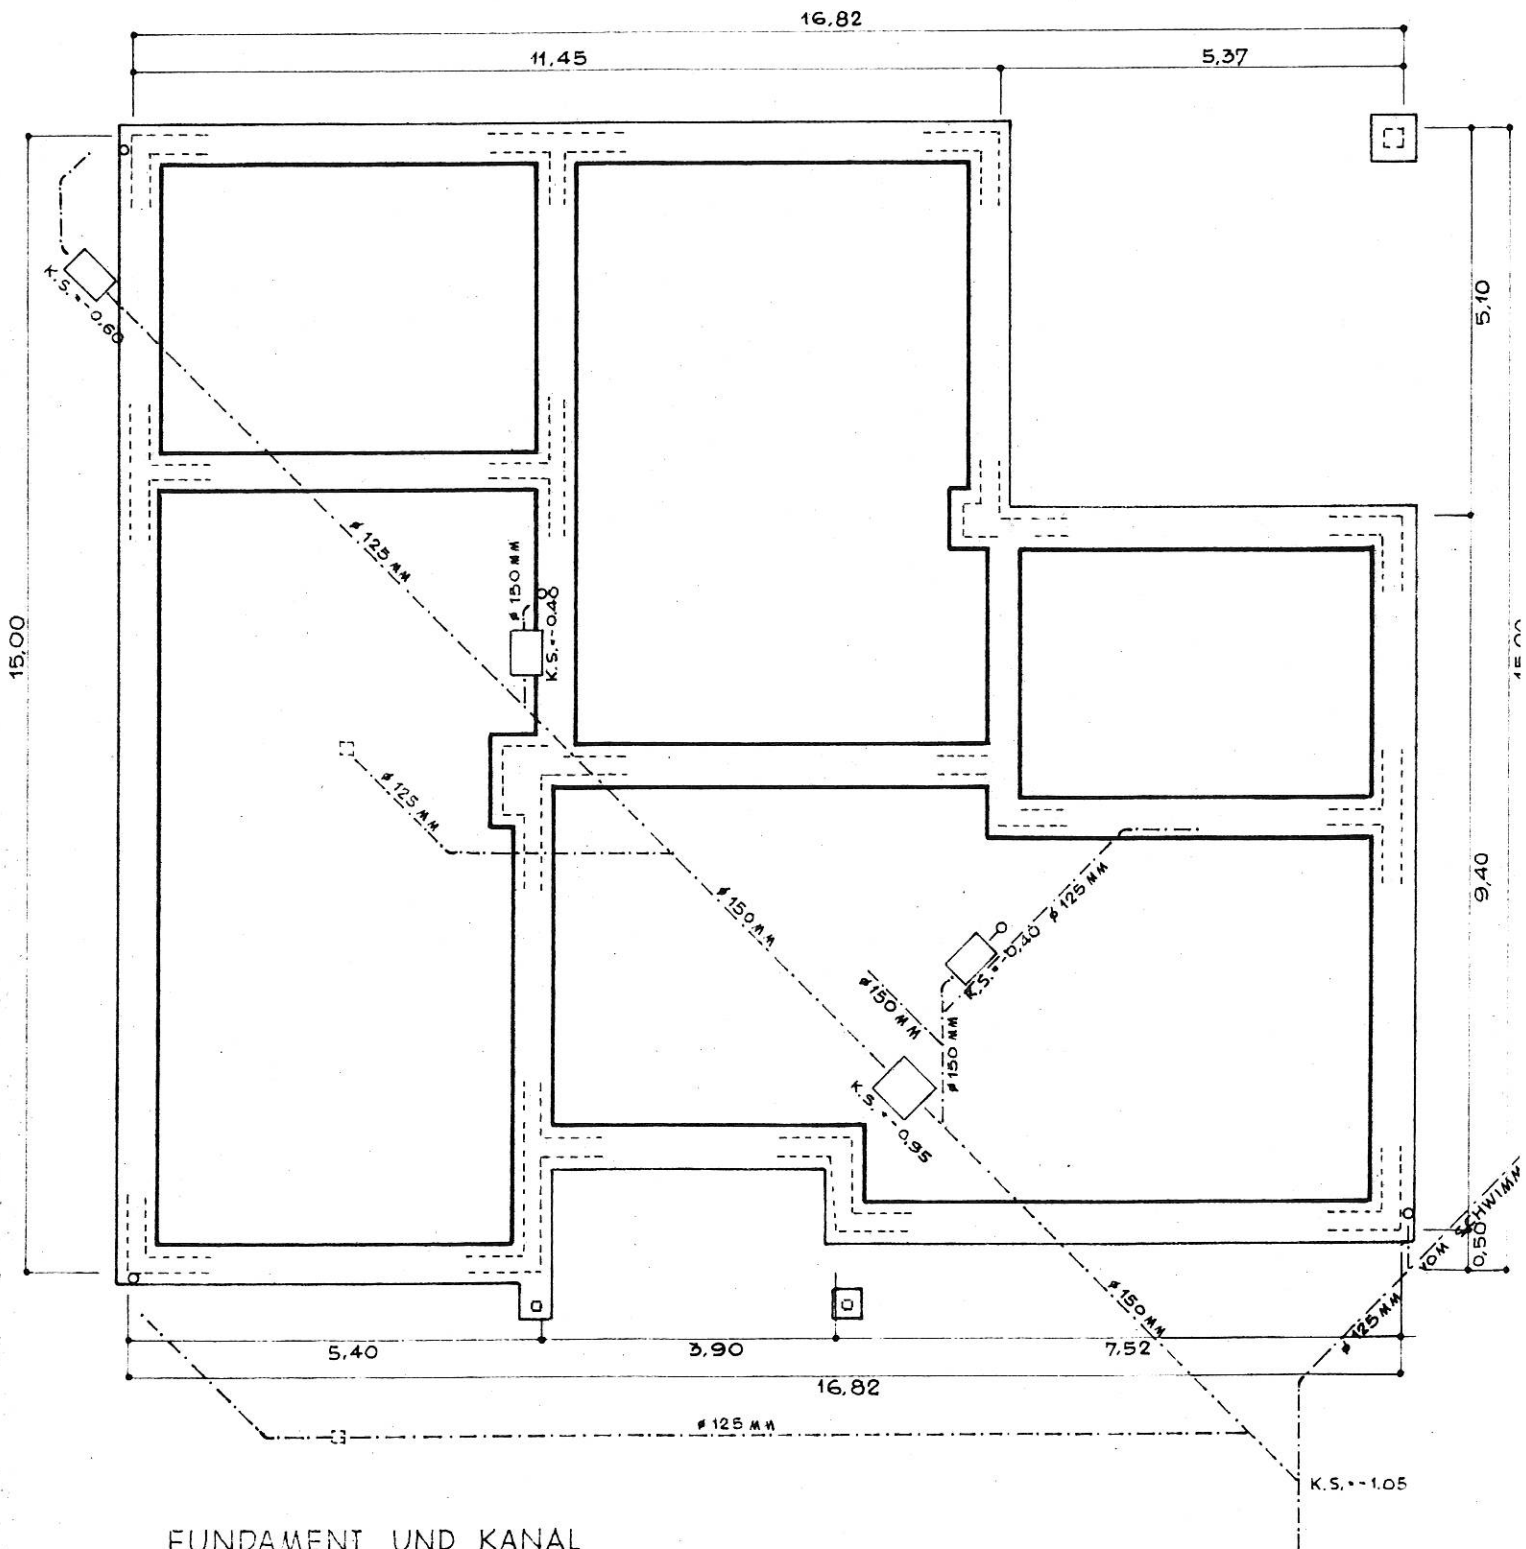 16,82
11,45
5,37
5,10
K.S. = -0,60
ø 125 MM
ø 150 MM
K.S. = -0,40
15,00
15,00
ø 125 MM
9,40
ø 150 MM
ø 125 MM
K.S. = -0,40
ø 150 MM
ø 150 MM
K.S. = -0,95
VOM SCHWIMM
0,50
ø 150 MM
ø 125 MM
5,40
3,90
7,52
16,82
ø 125 MM
K.S. = -1.05
FUNDAMENT UND KANAL